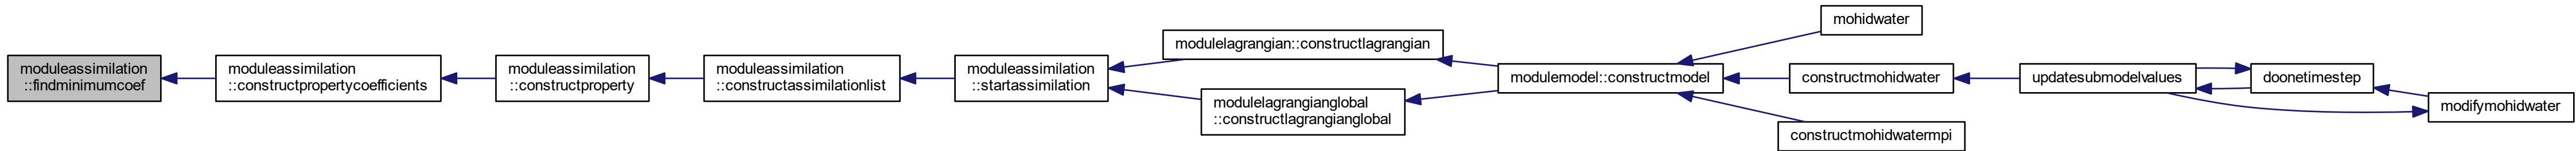 moduleassimilation
::findminimumcoef
moduleassimilation
::constructpropertycoefficients
moduleassimilation
::constructproperty
moduleassimilation
::constructassimilationlist
moduleassimilation
::startassimilation
modulelagrangian::constructlagrangian
modulelagrangianglobal
::constructlagrangianglobal
modulemodel::constructmodel
mohidwater
constructmohidwater
constructmohidwatermpi
updatesubmodelvalues
doonetimestep
modifymohidwater